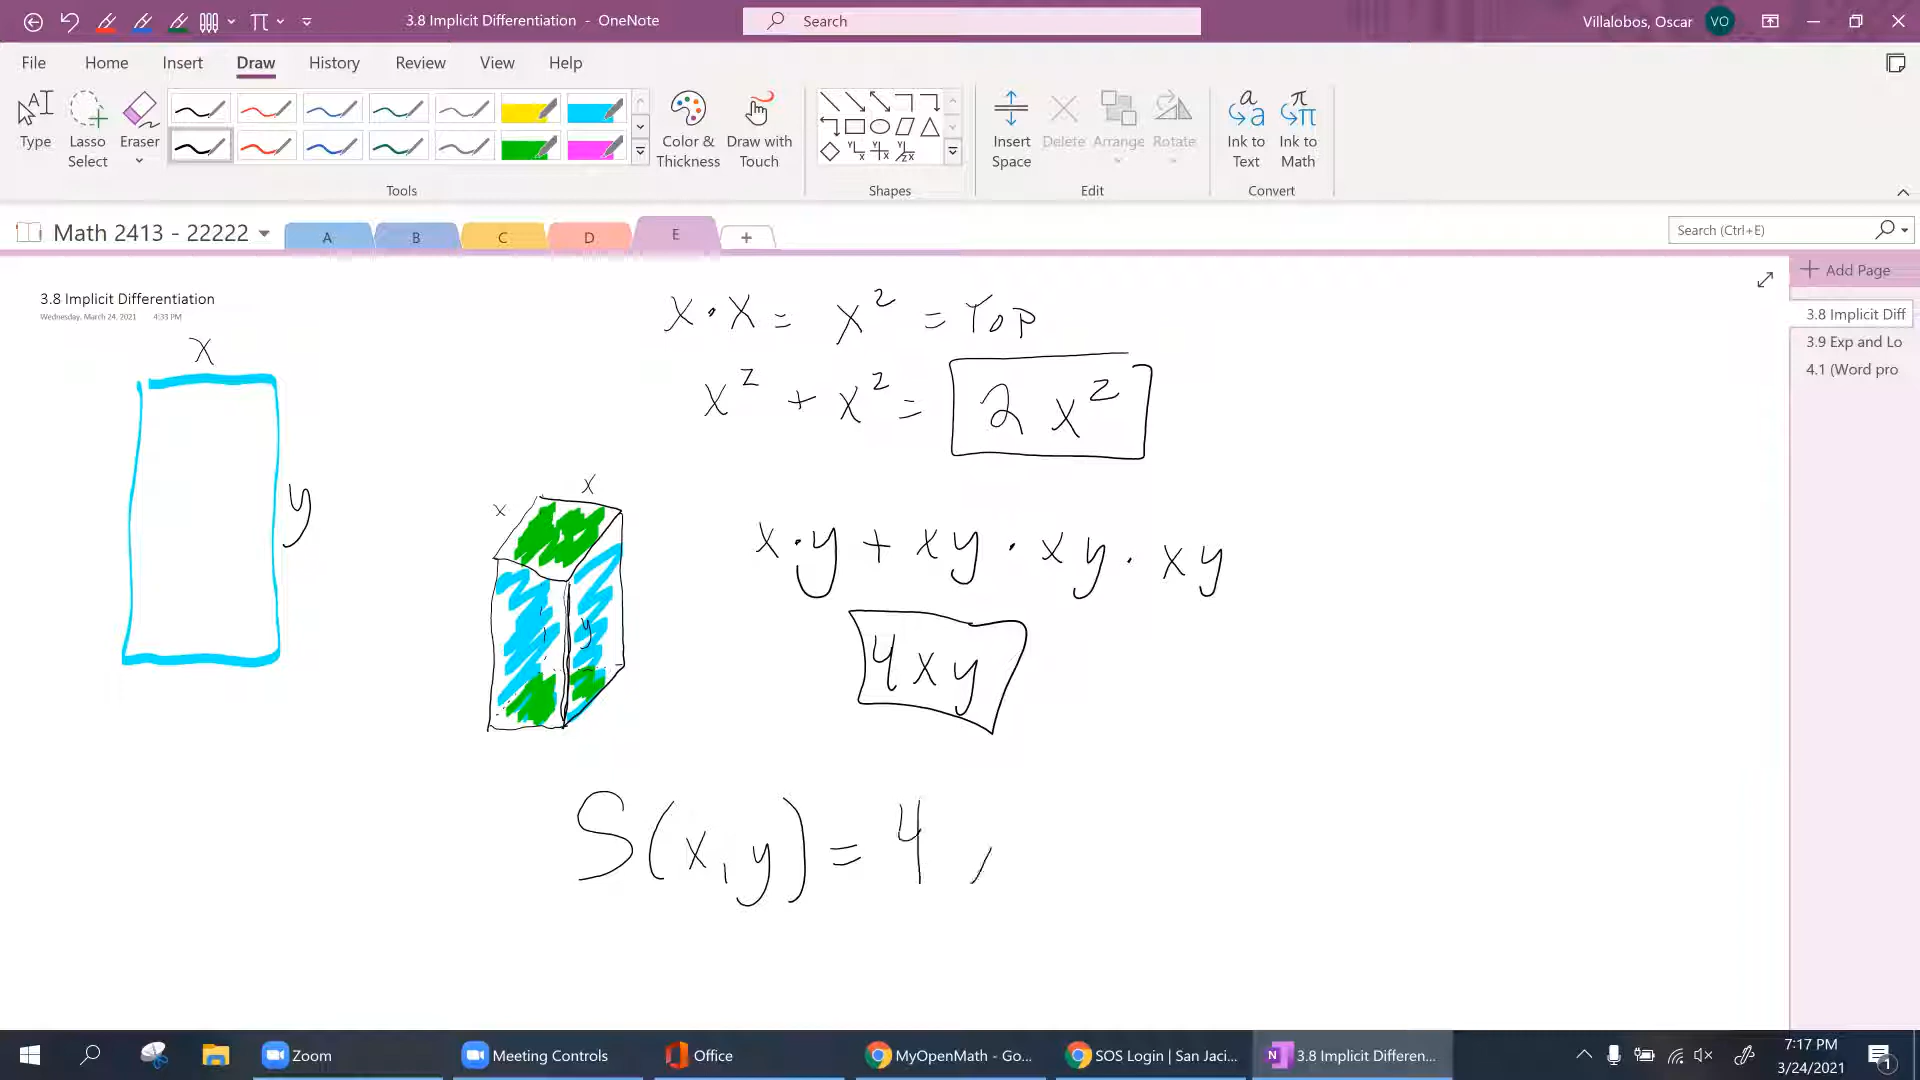 3.8 Implicit Differentiation - OneNote
Search
Villalobos, Oscar VO
File Home Insert Draw History Review View Help
Type
Lasso Select
Eraser
Color & Thickness
Draw with Touch
Insert Space
Delete
Arrange
Rotate
Ink to Text
Ink to Math
Tools
Shapes
Edit
Convert
Math 2413 - 22222
A B C D E
Search (Ctrl+E)
Add Page
3.8 Implicit Diff
3.9 Exp and Lo
4.1 (Word pro
3.8 Implicit Differentiation
Wednesday, March 24, 2021 4:33 PM
x
y
x · x = x² = TOP
x² + x² = 2x²
x
x
y
x · y + xy · xy · xy
4xy
S(x,y) = 4
Zoom
Meeting Controls
Office
MyOpenMath - Go...
SOS Login | San Jaci...
3.8 Implicit Differen...
7:17 PM
3/24/2021
1